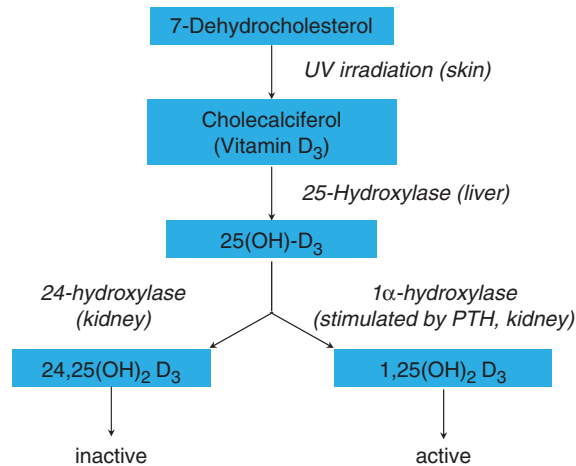 7-Dehydrocholesterol
UV irradiation (skin)
Cholecalciferol
(Vitamin D₃)
25-Hydroxylase (liver)
25(OH)-D₃
24-hydroxylase
(kidney)
1α-hydroxylase
(stimulated by PTH, kidney)
24,25(OH)₂ D₃
1,25(OH)₂ D₃
inactive
active